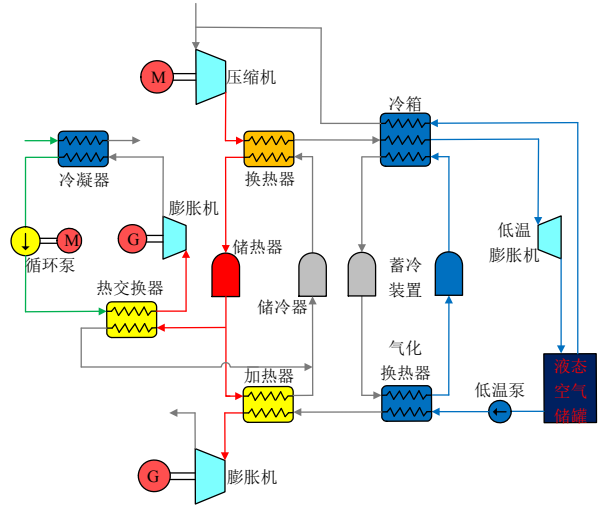 M
压缩机
冷箱
换热器
冷凝器
膨胀机
G
M
循环泵
储热器
低温
膨胀机
蓄冷
装置
热交换器
储冷器
气化
换热器
液态
空气
储罐
加热器
低温泵
G
膨胀机